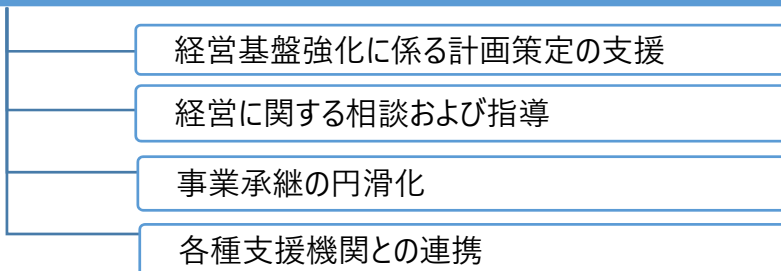 経営基盤強化に係る計画策定の支援
経営に関する相談および指導
事業承継の円滑化
各種支援機関との連携